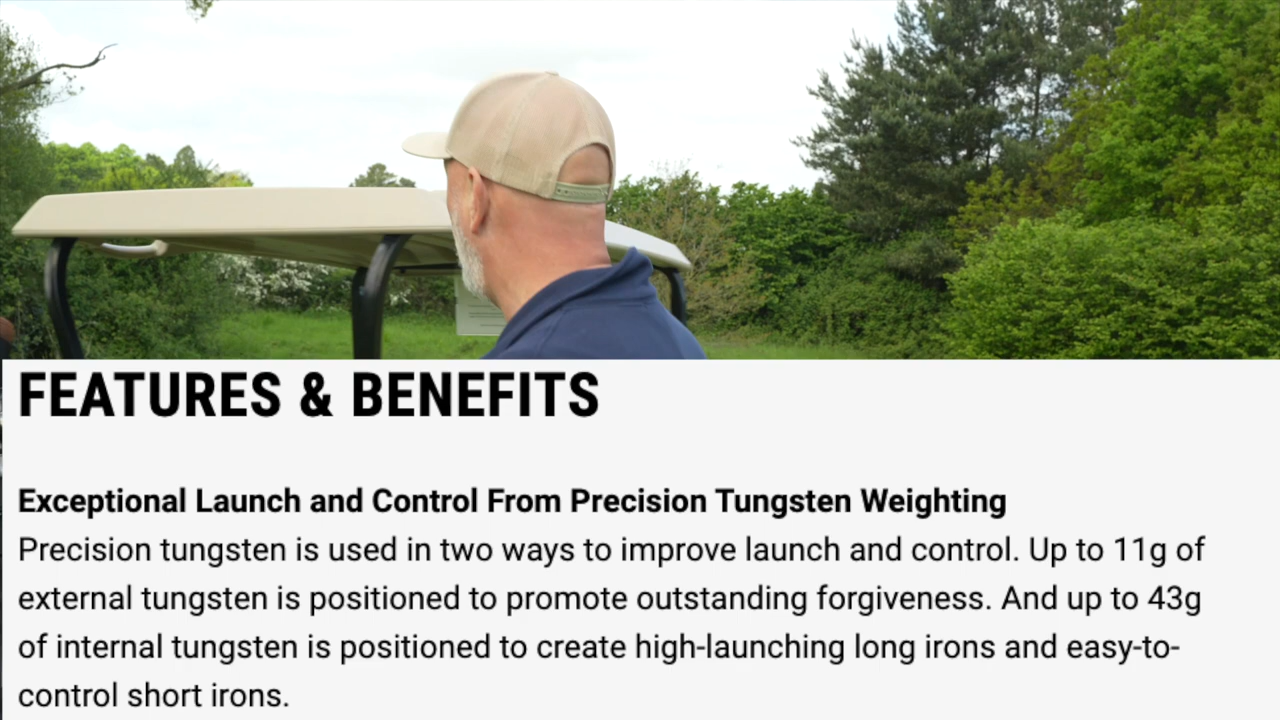 FEATURES & BENEFITS
Exceptional Launch and Control From Precision Tungsten Weighting
Precision tungsten is used in two ways to improve launch and control. Up to 11g of
external tungsten is positioned to promote outstanding forgiveness. And up to 43g
of internal tungsten is positioned to create high-launching long irons and easy-to-
control short irons.